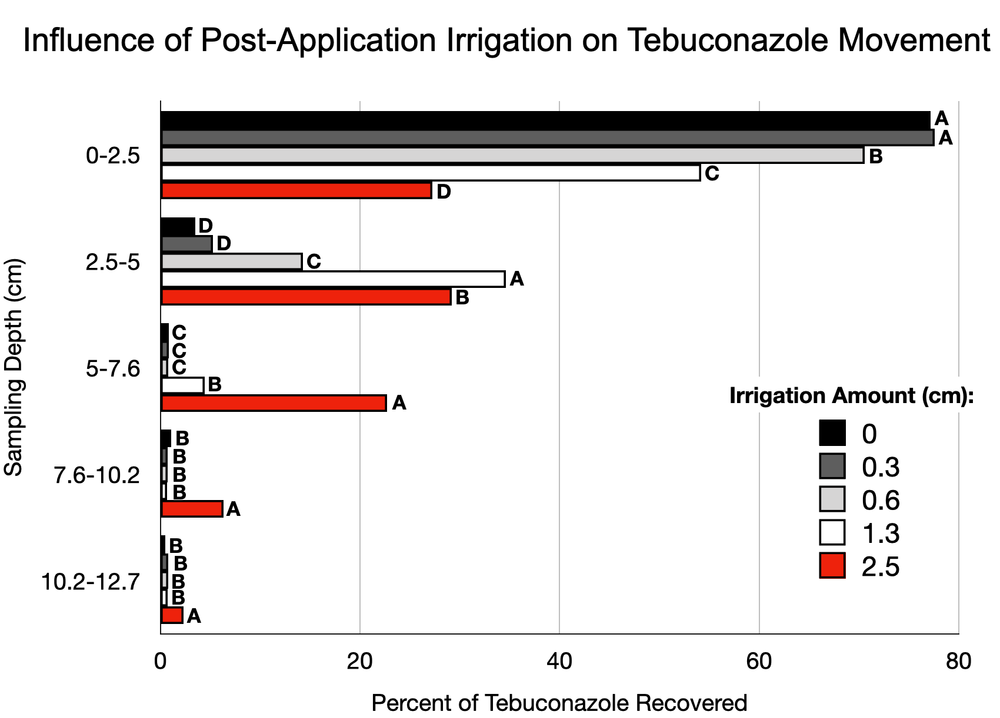 Influence of Post-Application Irrigation on Tebuconazole Movement
0-2.5
A
A
B
C
D
2.5-5
D
D
C
A
B
5-7.6
C
C
C
B
A
7.6-10.2
B
B
B
B
A
10.2-12.7
B
B
B
B
A
Sampling Depth (cm)
Irrigation Amount (cm):
0
0.3
0.6
1.3
2.5
0 20 40 60 80
Percent of Tebuconazole Recovered